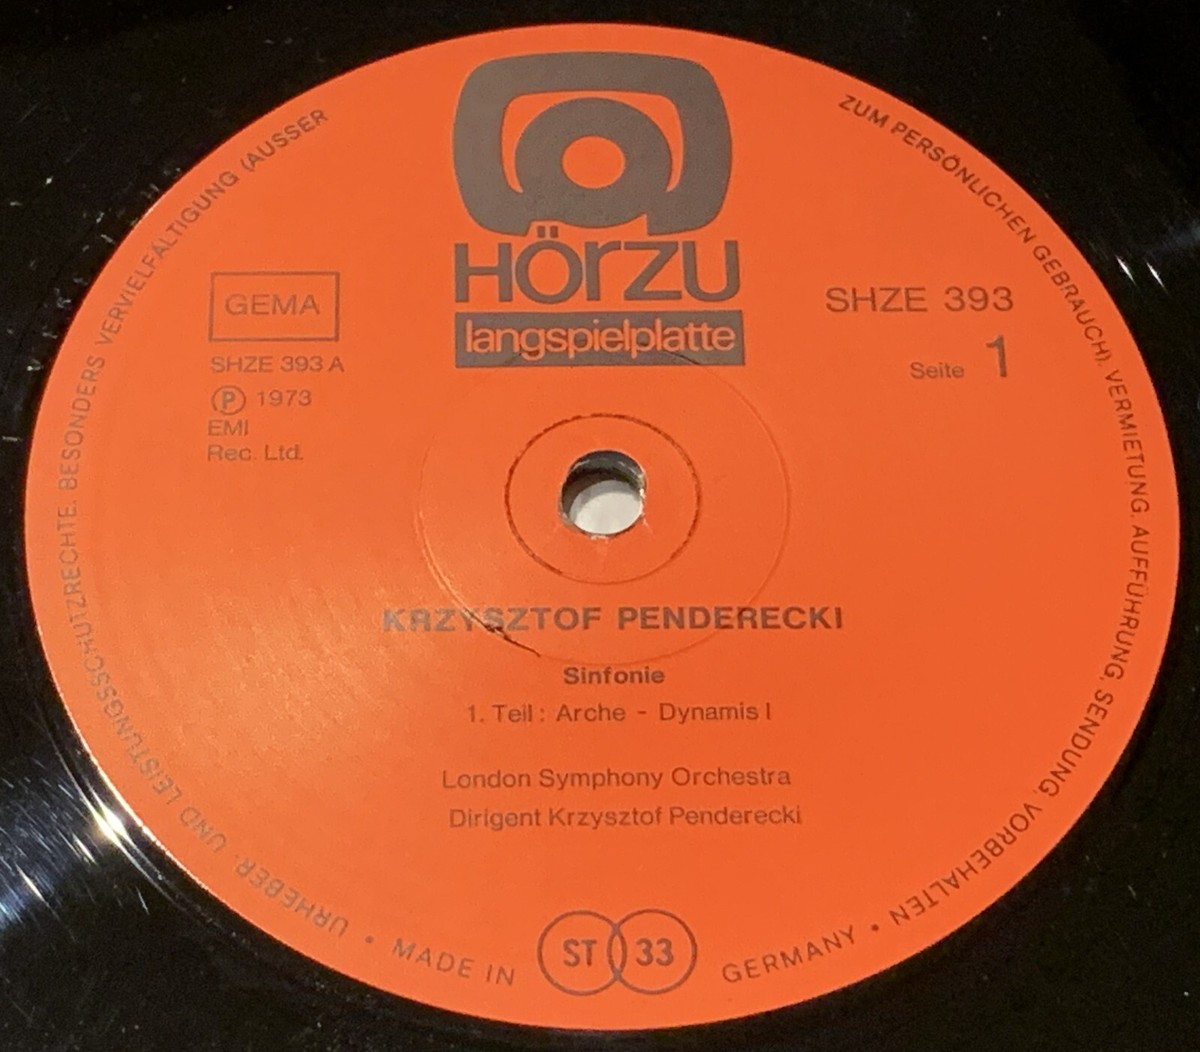 HÖRZU
langspielplatte
GEMA
SHZE 393 A
Ⓟ 1973
EMI
Rec. Ltd.
SHZE 393
Seite 1
KRZYSZTOF PENDERECKI
Sinfonie
1. Teil: Arche - Dynamis I
London Symphony Orchestra
Dirigent Krzysztof Penderecki
URHEBER. UND LEISTUNGSSCHUTZRECHTE. BESONDERS VERVIELFÄLTIGUNG (AUSSER
ZUM PERSÖNLICHEN GEBRAUCH), VERMIETUNG, AUFFÜHRUNG, SENDUNG, VORBEHALTEN •
• MADE IN
ST 33
GERMANY